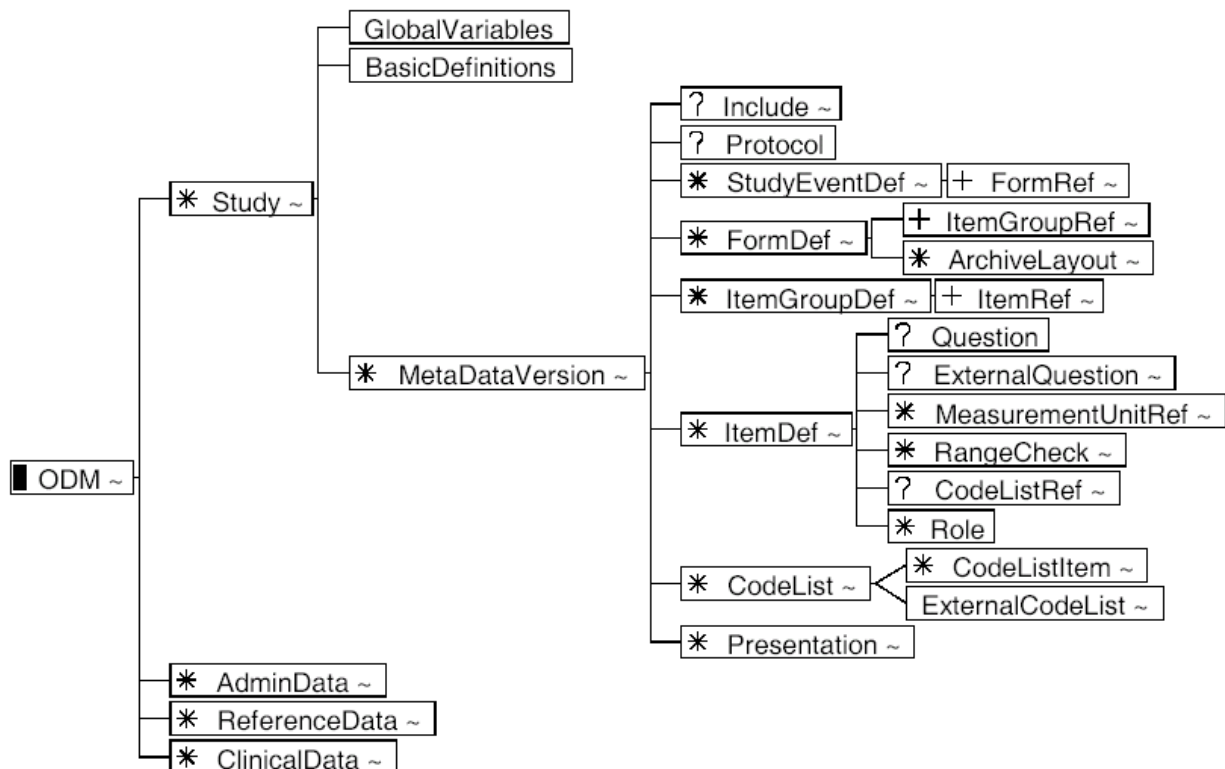 GlobalVariables
BasicDefinitions
? Include ~
? Protocol
* StudyEventDef ~
+ FormRef ~
* Study ~
+ ItemGroupRef ~
* FormDef ~
* ArchiveLayout ~
* ItemGroupDef ~
+ ItemRef ~
? Question
* MetaDataVersion ~
? ExternalQuestion ~
* MeasurementUnitRef ~
* ItemDef ~
* RangeCheck ~
ODM ~
? CodeListRef ~
* Role
* CodeListItem ~
* CodeList ~
ExternalCodeList ~
* Presentation ~
* AdminData ~
* ReferenceData ~
* ClinicalData ~